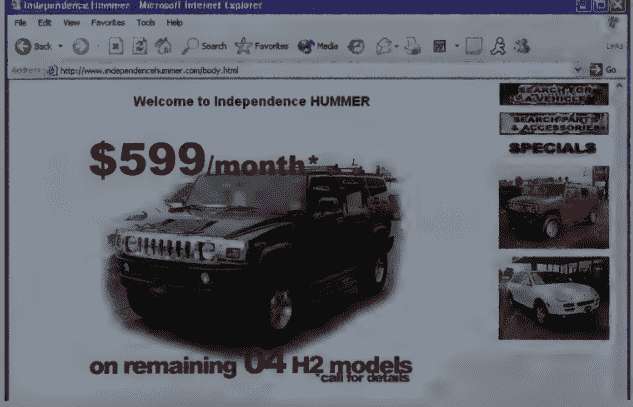 Independence Hummer - Microsoft Internet Explorer
File Edit View Favorites Tools Help
Back Search Favorites Media
Address http://www.independencehummer.com/body.html Go Links
Welcome to Independence HUMMER
SEARCH FOR
A VEHICLE
SEARCH PARTS
& ACCESSORIES
SPECIALS
$599/month*
on remaining 04 H2 models
*call for details